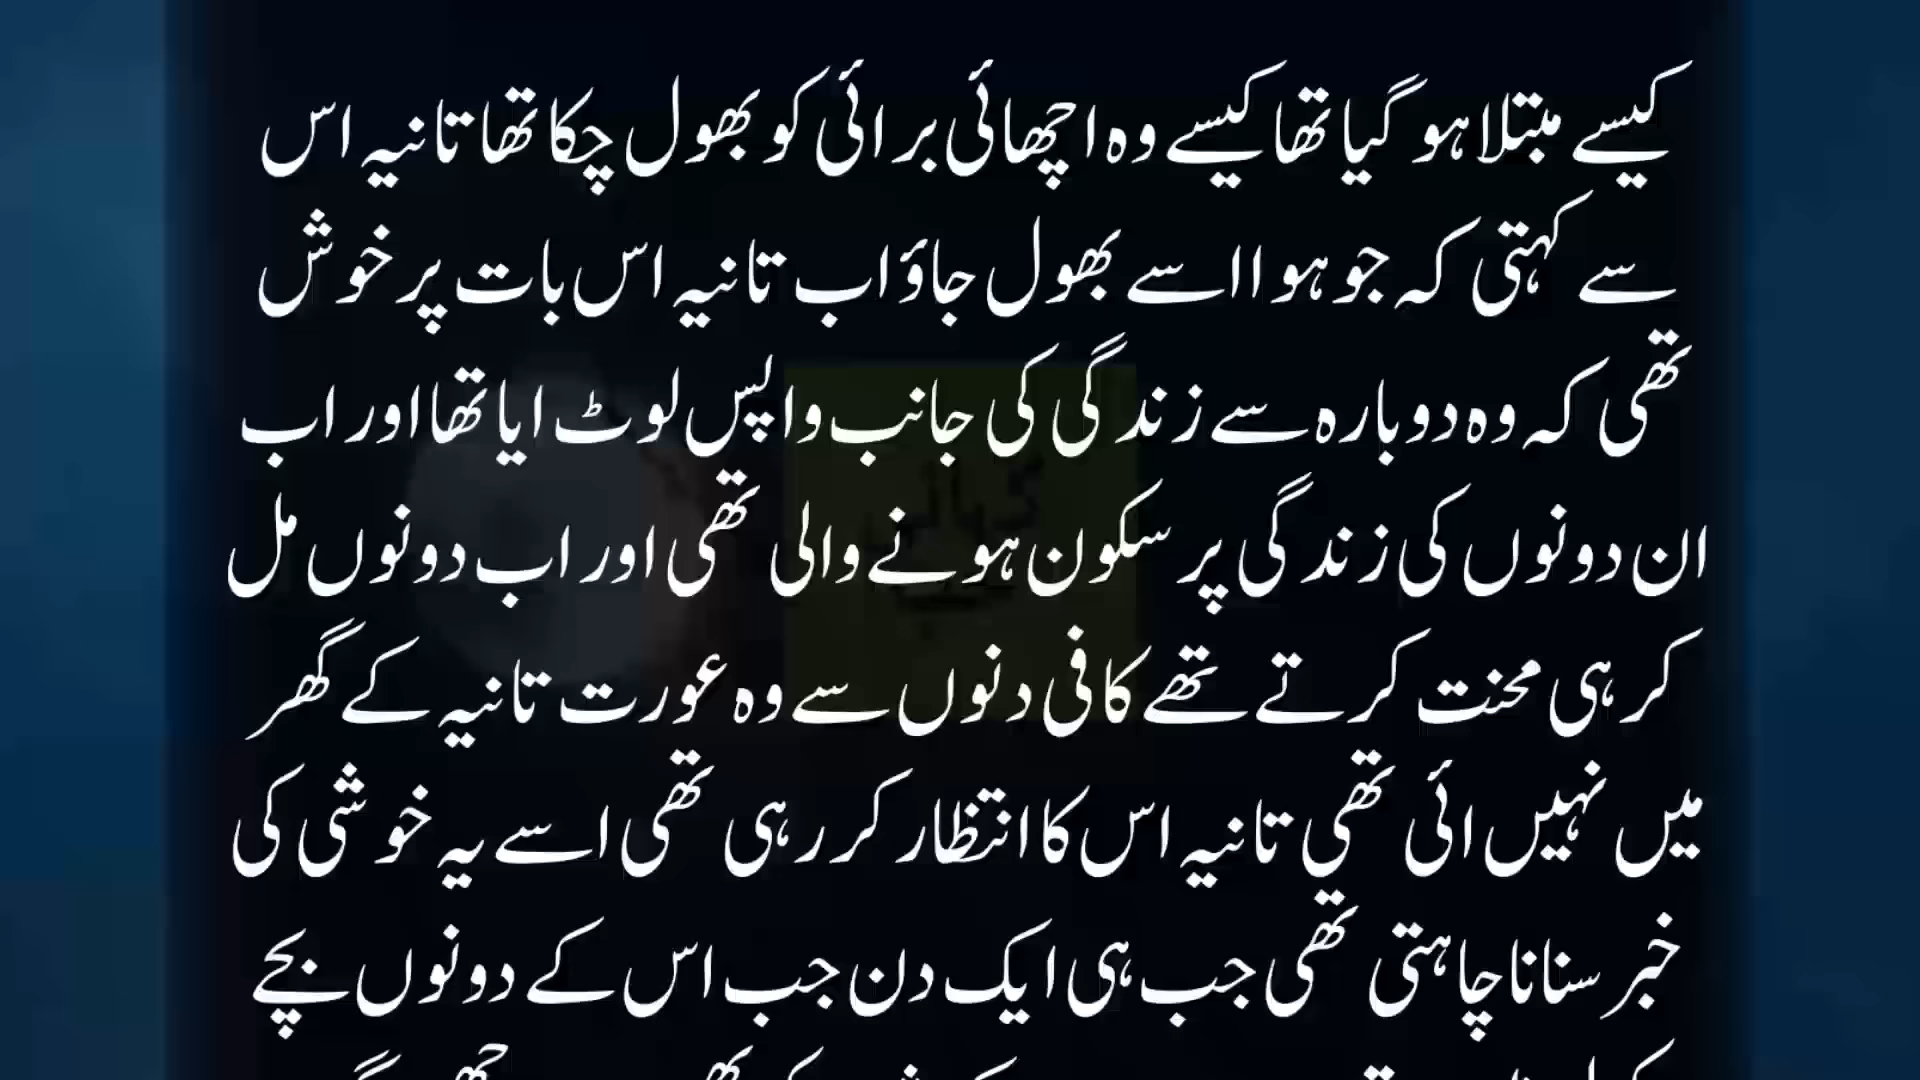 کیسے مبتلا ہو گیا تھا کیسے وہ اچھائی برائی کو بھول چکا تھا تانیہ اس
سے کہتی کہ جو ہوا اسے بھول جاؤ اب تانیہ اس بات پر خوش
تھی کہ وہ دوبارہ سے زندگی کی جانب واپس لوٹ ایا تھا اور اب
ان دونوں کی زندگی پر سکون ہونے والی تھی اور اب دونوں مل
کر ہی محنت کرتے تھے کافی دنوں سے وہ عورت تانیہ کے گھر
میں نہیں ائی تھی تانیہ اس کا انتظار کر رہی تھی اسے یہ خوشی کی
خبر سنانا چاہتی تھی جب ہی ایک دن جب اس کے دونوں بچے